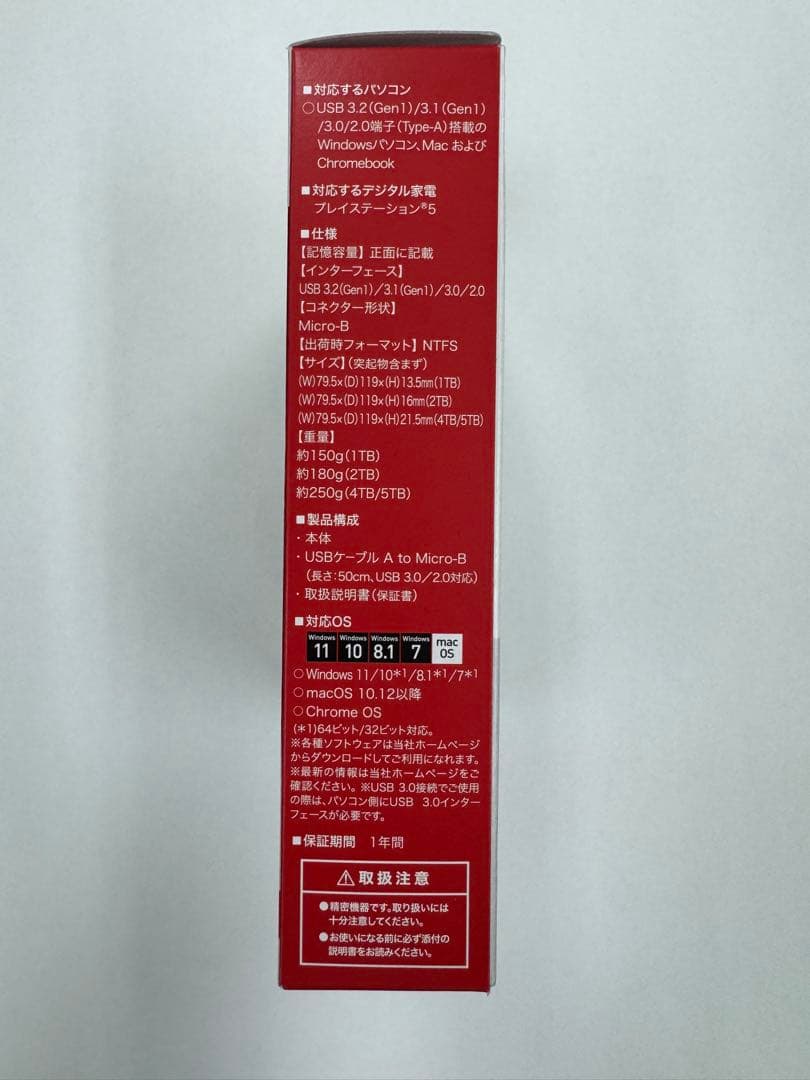 ■対応するパソコン
○USB 3.2(Gen1)/3.1(Gen1)
/3.0/2.0端子(Type-A)搭載の
Windowsパソコン、Mac および
Chromebook
■対応するデジタル家電
プレイステーション®5
■仕様
【記憶容量】正面に記載
【インターフェース】
USB 3.2(Gen1)/3.1(Gen1)/3.0/2.0
【コネクター形状】
Micro-B
【出荷時フォーマット】NTFS
【サイズ】(突起物含まず)
(W)79.5×(D)119×(H)13.5mm(1TB)
(W)79.5×(D)119×(H)16mm(2TB)
(W)79.5×(D)119×(H)21.5mm(4TB/5TB)
【重量】
約150g(1TB)
約180g(2TB)
約250g(4TB/5TB)
■製品構成
・本体
・USBケーブル A to Micro-B
(長さ:50cm、USB 3.0/2.0対応)
・取扱説明書(保証書)
■対応OS
Windows 11 Windows 10 Windows 8.1 Windows 7 mac OS
○Windows 11/10*1/8.1*1/7*1
○macOS 10.12以降
○Chrome OS
(*1)64ビット/32ビット対応。
※各種ソフトウェアは当社ホームページ
からダウンロードしてご利用になれます。
※最新の情報は当社ホームページをご
確認ください。※USB 3.0接続でご使用
の際は、パソコン側にUSB 3.0インター
フェースが必要です。
■保証期間 1年間
⚠取扱注意
●精密機器です。取り扱いには
十分注意してください。
●お使いになる前に必ず添付の
説明書をお読みください。